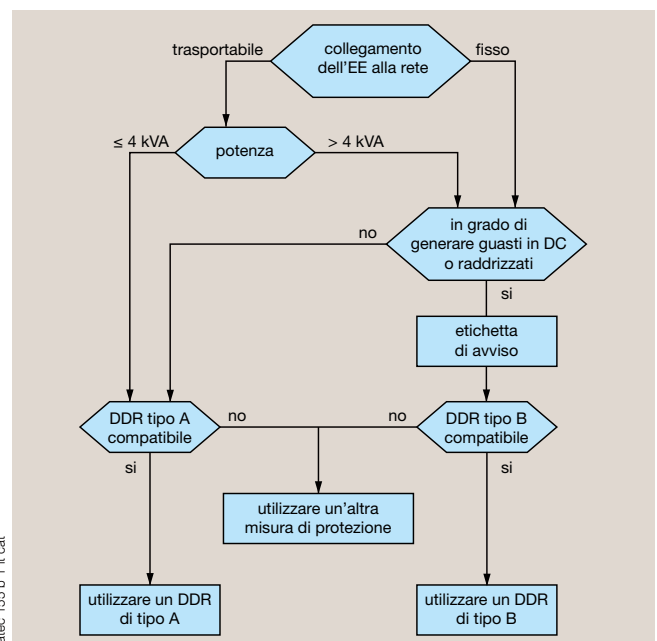 trasportabile
collegamento
dell'EE alla rete
fisso
≤ 4 kVA
potenza
> 4 kVA
no
in grado di
generare guasti in DC
o raddrizzati
si
etichetta
di avviso
DDR tipo A
compatibile
no
no
DDR tipo B
compatibile
si
si
utilizzare un'altra
misura di protezione
utilizzare un DDR
di tipo A
utilizzare un DDR
di tipo B